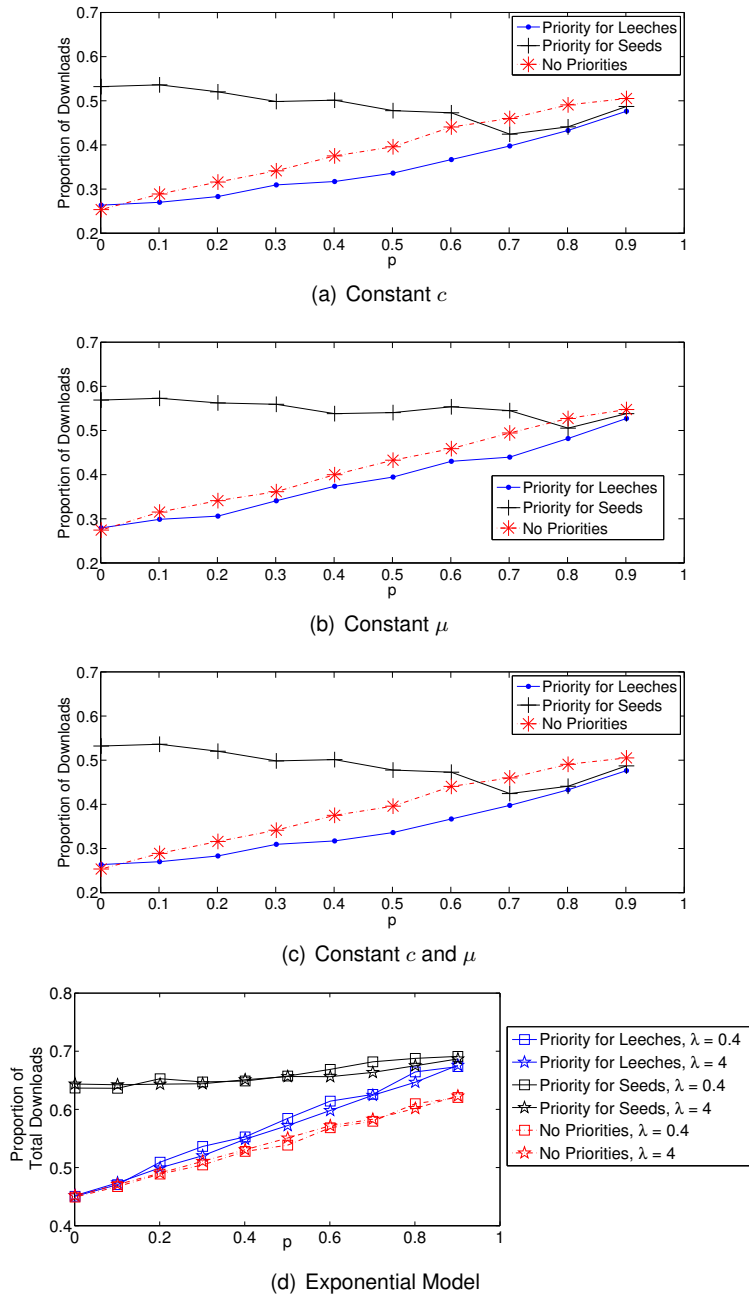 0.7
0.6
0.5
0.4
0.3
0.2
Proportion of Downloads
Priority for Leeches
Priority for Seeds
No Priorities
0 0.1 0.2 0.3 0.4 0.5 0.6 0.7 0.8 0.9 1
p
(a) Constant c
0.7
0.6
0.5
0.4
0.3
0.2
Proportion of Downloads
Priority for Leeches
Priority for Seeds
No Priorities
0 0.1 0.2 0.3 0.4 0.5 0.6 0.7 0.8 0.9 1
p
(b) Constant μ
0.7
0.6
0.5
0.4
0.3
0.2
Proportion of Downloads
Priority for Leeches
Priority for Seeds
No Priorities
0 0.1 0.2 0.3 0.4 0.5 0.6 0.7 0.8 0.9 1
p
(c) Constant c and μ
0.8
0.7
0.6
0.5
0.4
Proportion of
Total Downloads
Priority for Leeches, λ = 0.4
Priority for Leeches, λ = 4
Priority for Seeds, λ = 0.4
Priority for Seeds, λ = 4
No Priorities, λ = 0.4
No Priorities, λ = 4
0 0.2 0.4 0.6 0.8 1
p
(d) Exponential Model